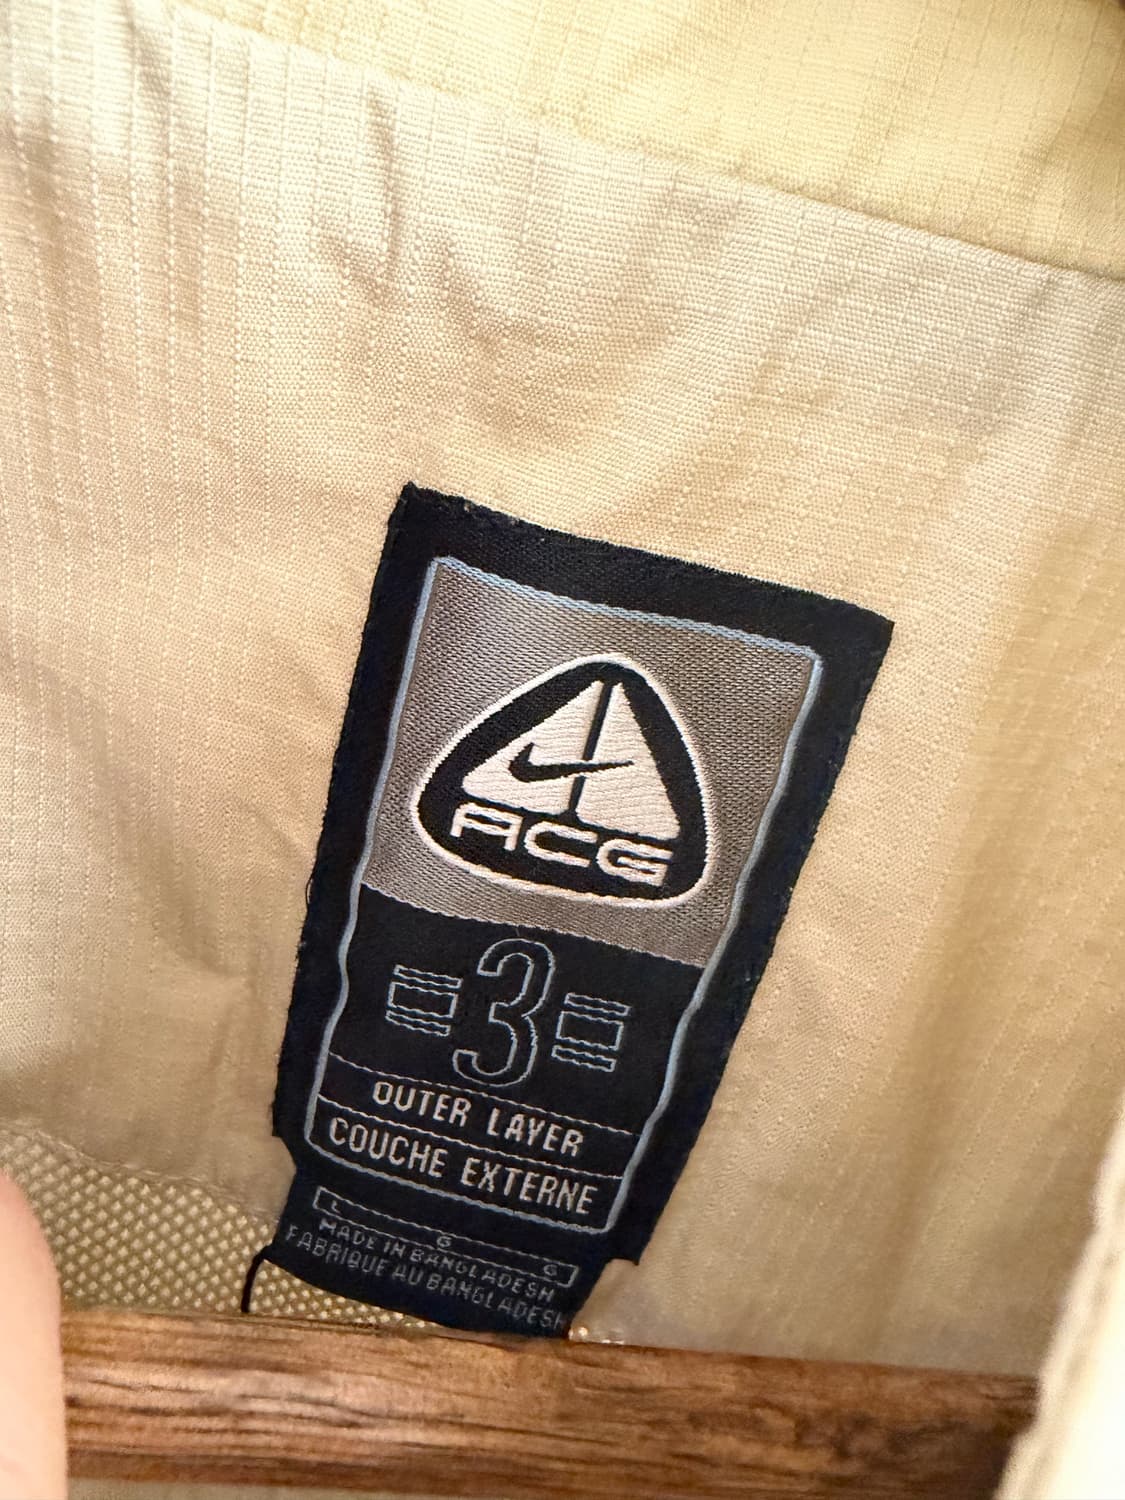 ACG
3
OUTER LAYER
COUCHE EXTERNE
L G G
MADE IN BANGLADESH
FABRIQUE AU BANGLADESH